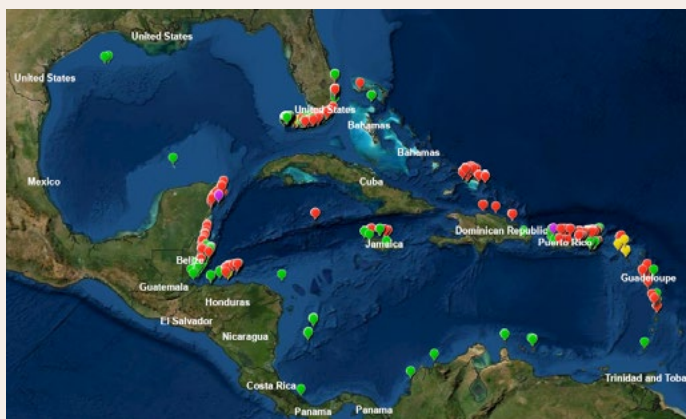 United States
United States
United States
Bahamas
Bahamas
Mexico
Cuba
Dominican Republic
Puerto Rico
Jamaica
Belize
Guadeloupe
Guatemala
Honduras
El Salvador
Nicaragua
Trinidad and Toba
Costa Rica
Panama
Panama